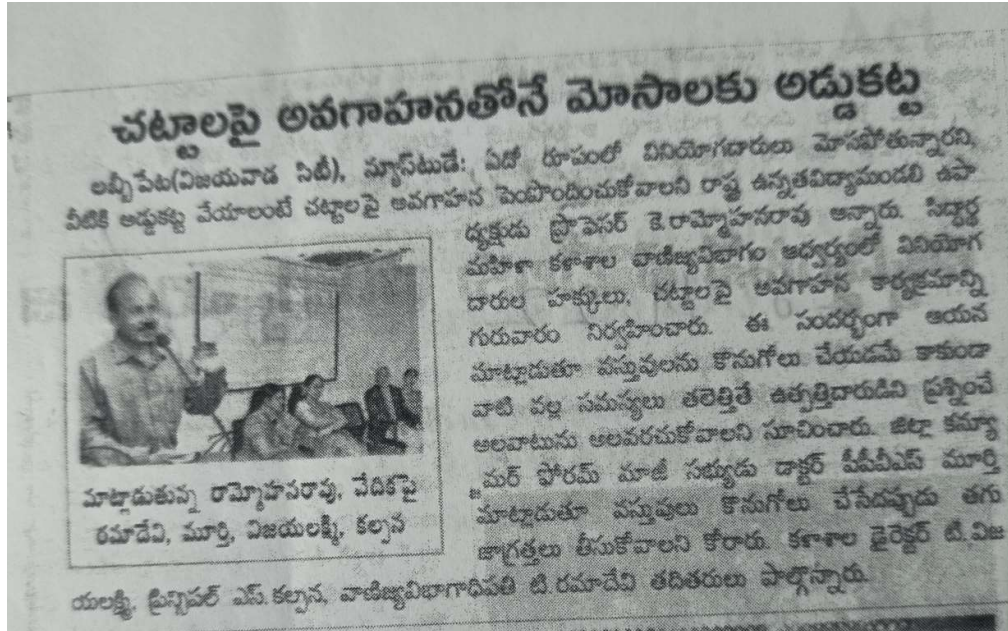 చట్టాలపై అవగాహనతోనే మోసాలకు అడ్డుకట్ట
లబ్బీపేట(విజయవాడ సిటీ), న్యూస్‌టుడే: ఏదో రూపంలో వినియోగదారులు మోసపోతున్నారని,
వీటికి అడ్డుకట్ట వేయాలంటే చట్టాలపై అవగాహన పెంపొందించుకోవాలని రాష్ట్ర ఉన్నతవిద్యామండలి ఉపా
ధ్యక్షుడు ప్రొఫెసర్ కె.రామ్మోహనరావు అన్నారు. సిద్ధార్థ
మహిళా కళాశాల వాణిజ్యవిభాగం ఆధ్వర్యంలో వినియోగ
దారుల హక్కులు, చట్టాలపై అవగాహన కార్యక్రమాన్ని
గురువారం నిర్వహించారు. ఈ సందర్భంగా ఆయన
మాట్లాడుతూ వస్తువులను కొనుగోలు చేయడమే కాకుండా
వాటి వల్ల సమస్యలు తలెత్తితే ఉత్పత్తిదారుడిని ప్రశ్నించే
అలవాటును అలవరచుకోవాలని సూచించారు. జిల్లా కన్స్యూ
మర్ ఫోరమ్ మాజీ సభ్యుడు డాక్టర్ పీవీవీఎస్ మూర్తి
మాట్లాడుతూ వస్తువులు కొనుగోలు చేసేదప్పుడు తగు
జాగ్రత్తలు తీసుకోవాలని కోరారు. కళాశాల డైరెక్టర్ టి.విజ
యలక్ష్మి, ప్రిన్సిపల్ ఎస్.కల్పన, వాణిజ్యవిభాగాధిపతి టి.రమాదేవి తదితరులు పాల్గొన్నారు.
మాట్లాడుతున్న రామ్మోహనరావు, వేదికపై
రమాదేవి, మూర్తి, విజయలక్ష్మి, కల్పన